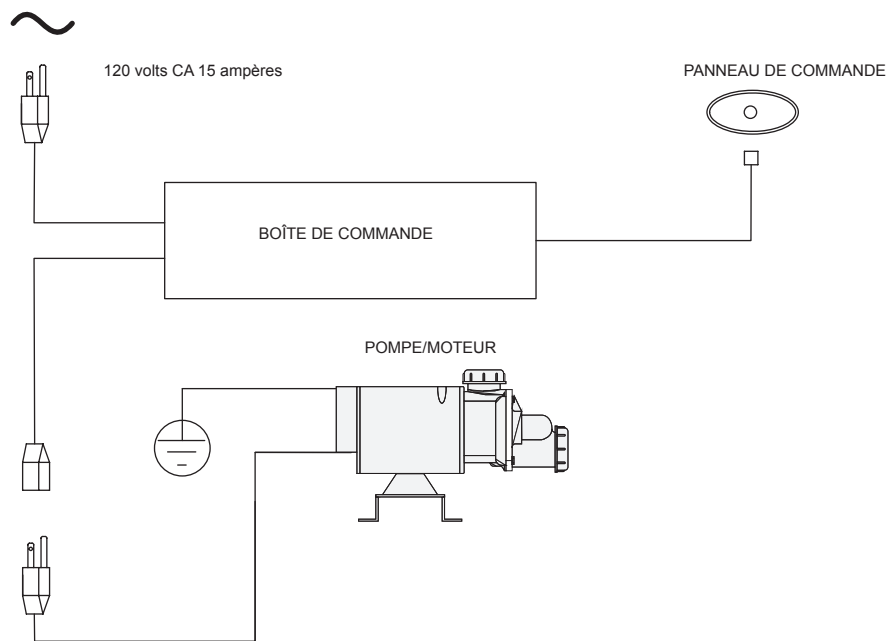 120 volts CA 15 ampères
PANNEAU DE COMMANDE
BOÎTE DE COMMANDE
POMPE/MOTEUR